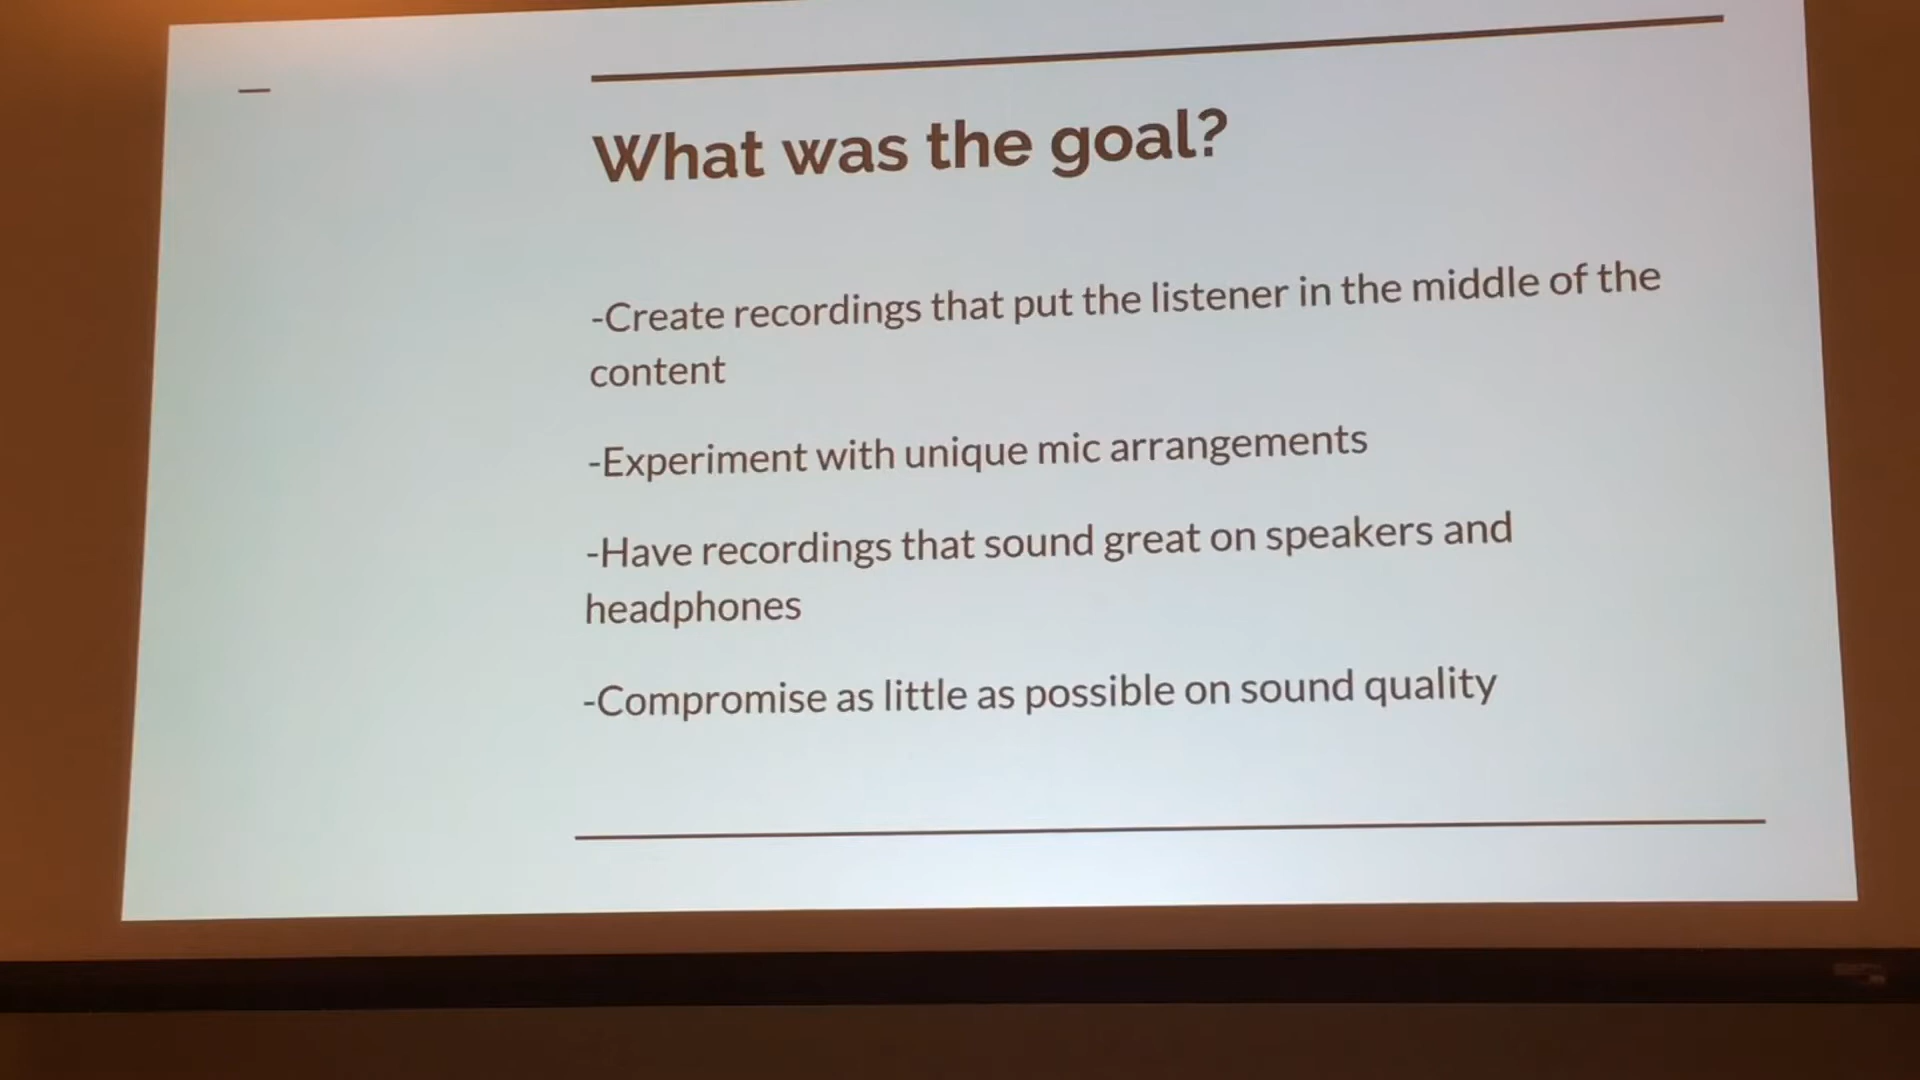 What was the goal?
-Create recordings that put the listener in the middle of the
content
-Experiment with unique mic arrangements
-Have recordings that sound great on speakers and
headphones
-Compromise as little as possible on sound quality